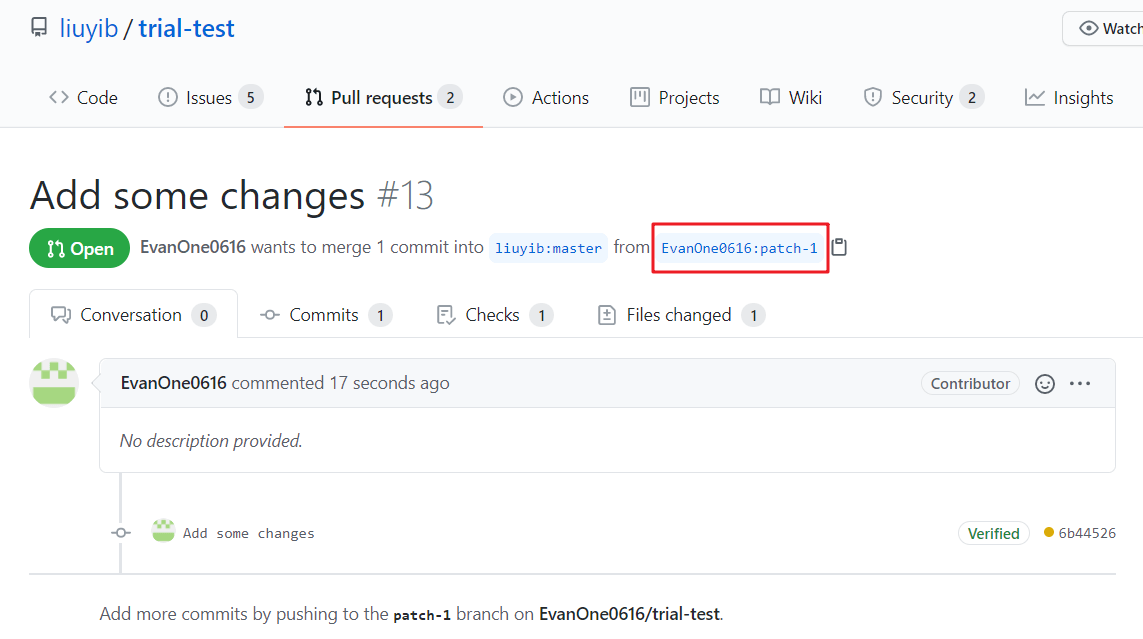 liuyib / trial-test
Watch
Code Issues 5 Pull requests 2 Actions Projects Wiki Security 2 Insights
Add some changes #13
Open EvanOne0616 wants to merge 1 commit into liuyib:master from EvanOne0616:patch-1
Conversation 0 Commits 1 Checks 1 Files changed 1
EvanOne0616 commented 17 seconds ago Contributor
No description provided.
Add some changes Verified 6b44526
Add more commits by pushing to the patch-1 branch on EvanOne0616/trial-test.